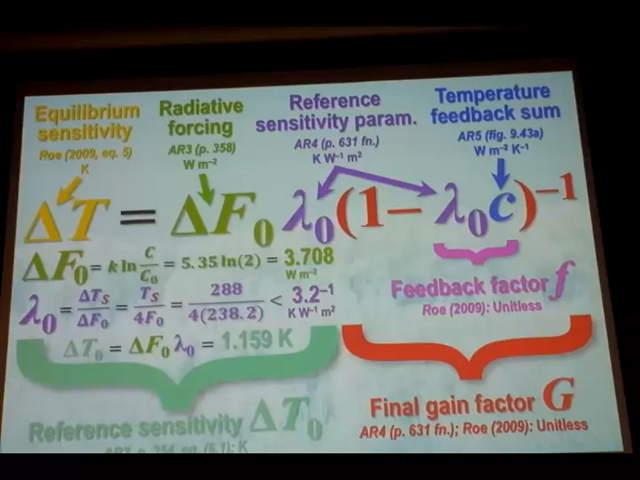 Equilibrium sensitivity
Roe (2009, eq. 5)
K
Radiative forcing
AR3 (p. 358)
W m⁻²
Reference sensitivity param.
AR4 (p. 631 fn.)
K W⁻¹ m²
Temperature feedback sum
AR5 (fig. 9.43a)
W m⁻² K⁻¹
ΔT = ΔF₀ λ₀(1– λ₀c)⁻¹
ΔF₀ = k ln C/C₀ = 5.35 ln(2) = 3.708
W m⁻²
λ₀ = ΔT_S/ΔF₀ = T_S/4F₀ = 288/4(238.2) < 3.2⁻¹
K W⁻¹ m²
ΔT₀ = ΔF₀ λ₀ = 1.159 K
Feedback factor f
Roe (2009): Unitless
Reference sensitivity ΔT₀
Final gain factor G
AR4 (p. 631 fn.); Roe (2009): Unitless